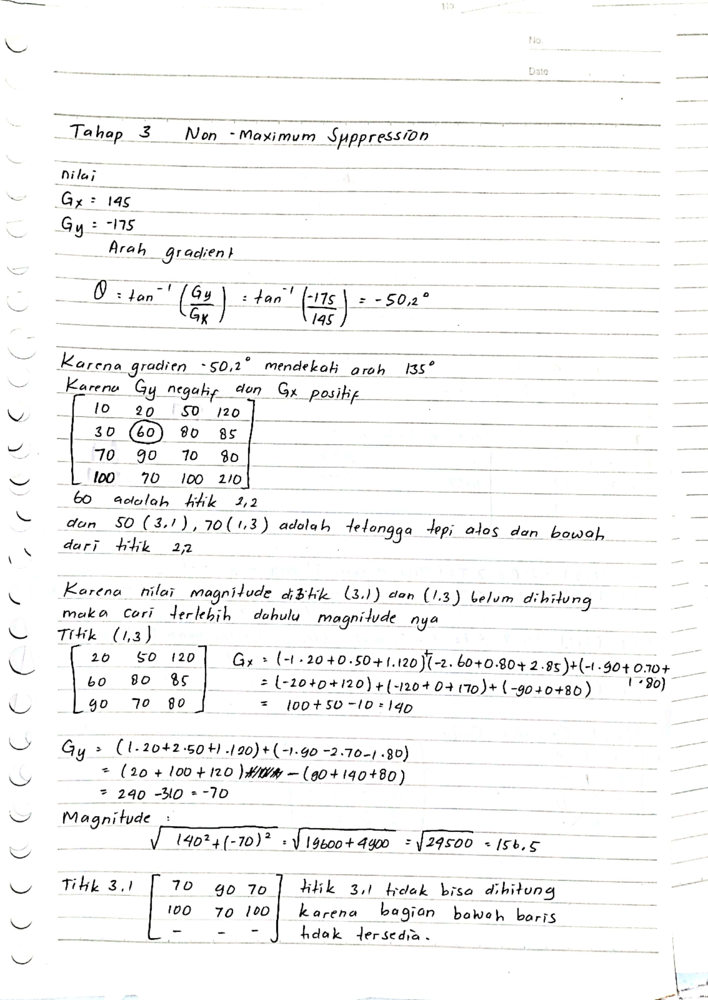 No
No.
Date
Tahap 3 Non - Maximum Suppression
nilai
Gx = 145
Gy = -175
Arah gradient
θ = tan⁻¹ (Gy/Gx) = tan⁻¹ (-175/145) = -50,2°
Karena gradien -50,2° mendekati arah 135°
Karena Gy negatif dan Gx positif
10 20 50 120
30 60 80 85
70 90 70 80
100 70 100 210
60 adalah titik 2,2
dan 50 (3,1), 70 (1,3) adalah tetangga tepi atas dan bawah
dari titik 2,2
Karena nilai magnitude dititik (3.1) dan (1.3) belum dihitung
maka cari terlebih dahulu magnitude nya
Titik (1,3)
20 50 120
60 80 85
90 70 80
Gx = (-1.20+0.50+1.120)+(-2.60+0.80+2.85)+(-1.90+0.70+
1.80)
= (-20+0+120)+(-120+0+170)+(-90+0+80)
= 100+50-10=140
Gy = (1.20+2.50+1.120)+(-1.90-2.70-1.80)
= (20+100+120) -(90+140+80)
= 240 -310 = -70
Magnitude :
√140²+(-70)² = √19600+4900 = √24500 = 156.5
Titik 3.1
70 90 70
100 70 100
- - -
titik 3,1 tidak bisa dihitung
karena bagian bawah baris
tidak tersedia.